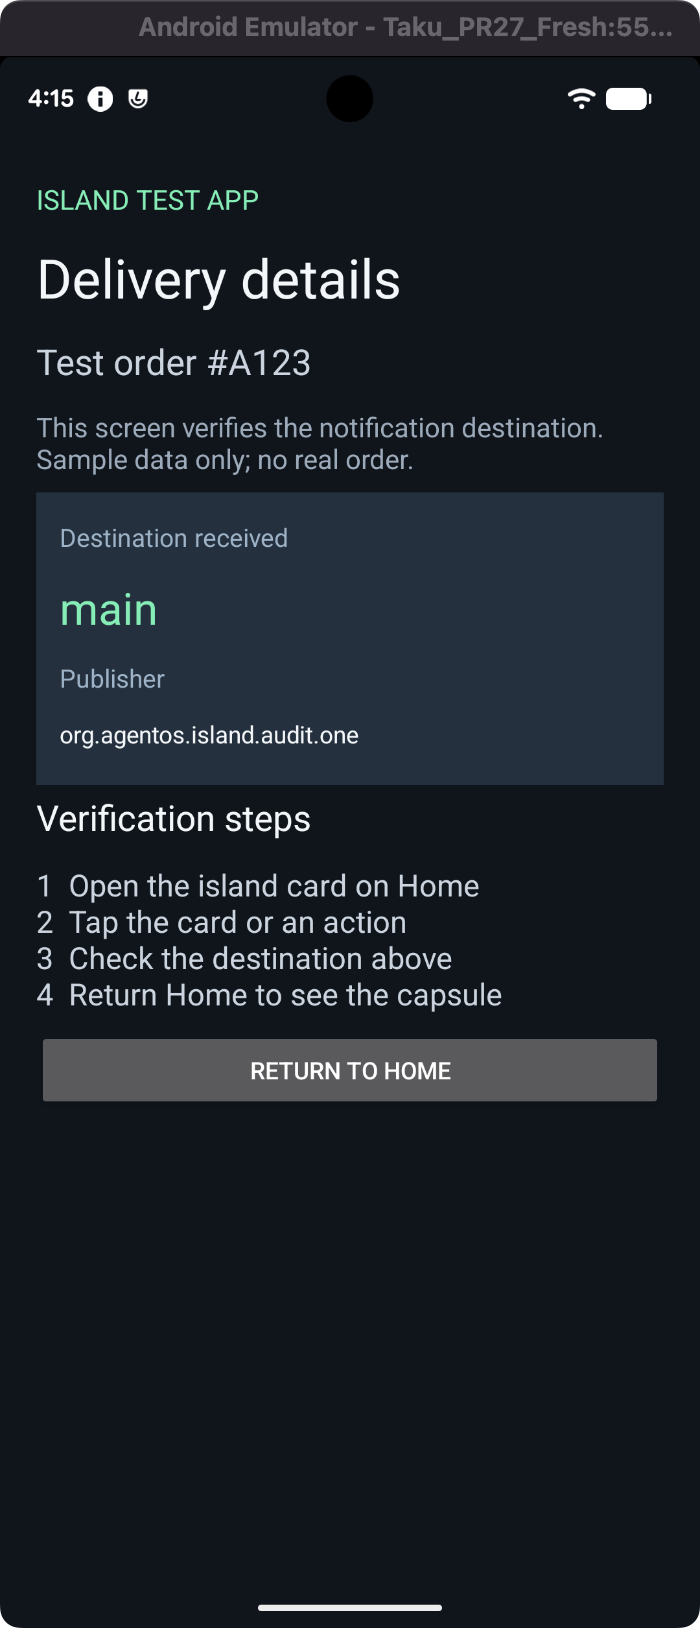 Android Emulator - Taku_PR27_Fresh:55...
4:15
ISLAND TEST APP
Delivery details
Test order #A123
This screen verifies the notification destination.
Sample data only; no real order.
Destination received
main
Publisher
org.agentos.island.audit.one
Verification steps
1 Open the island card on Home
2 Tap the card or an action
3 Check the destination above
4 Return Home to see the capsule
RETURN TO HOME